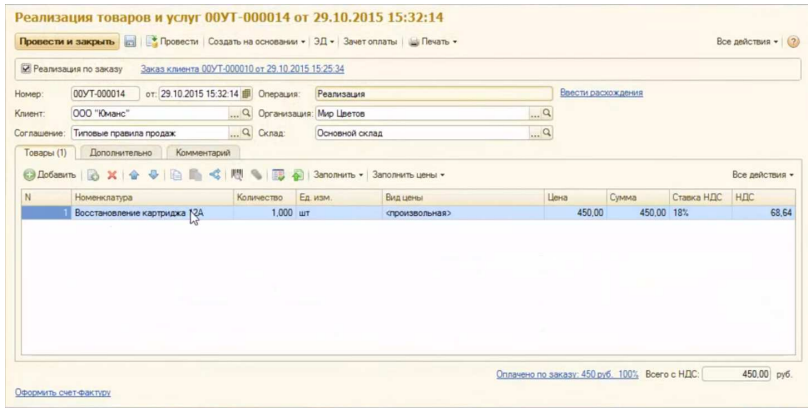 Реализация товаров и услуг 00УТ-000014 от 29.10.2015 15:32:14
Провести и закрыть Провести Создать на основании ЭД Зачет оплаты Печать Все действия
Реализация по заказу Заказ клиента 00УТ-000010 от 29.10.2015 15:25:34
Номер: 00УТ-000014 от: 29.10.2015 15:32:14 Операция: Реализация Ввести расхождения
Клиент: ООО "Юманс" ... Организация: Мир Цветов ...
Соглашение: Типовые правила продаж ... Склад: Основной склад ...
Товары (1) Дополнительно Комментарий
Добавить Заполнить Заполнить цены Все действия
N Номенклатура Количество Ед. изм. Вид цены Цена Сумма Ставка НДС НДС
1 Восстановление картриджа 12A 1,000 шт <произвольная> 450,00 450,00 18% 68,64
Оплачено по заказу: 450 руб. 100% Всего с НДС: 450,00 руб.
Оформить счет-фактуру